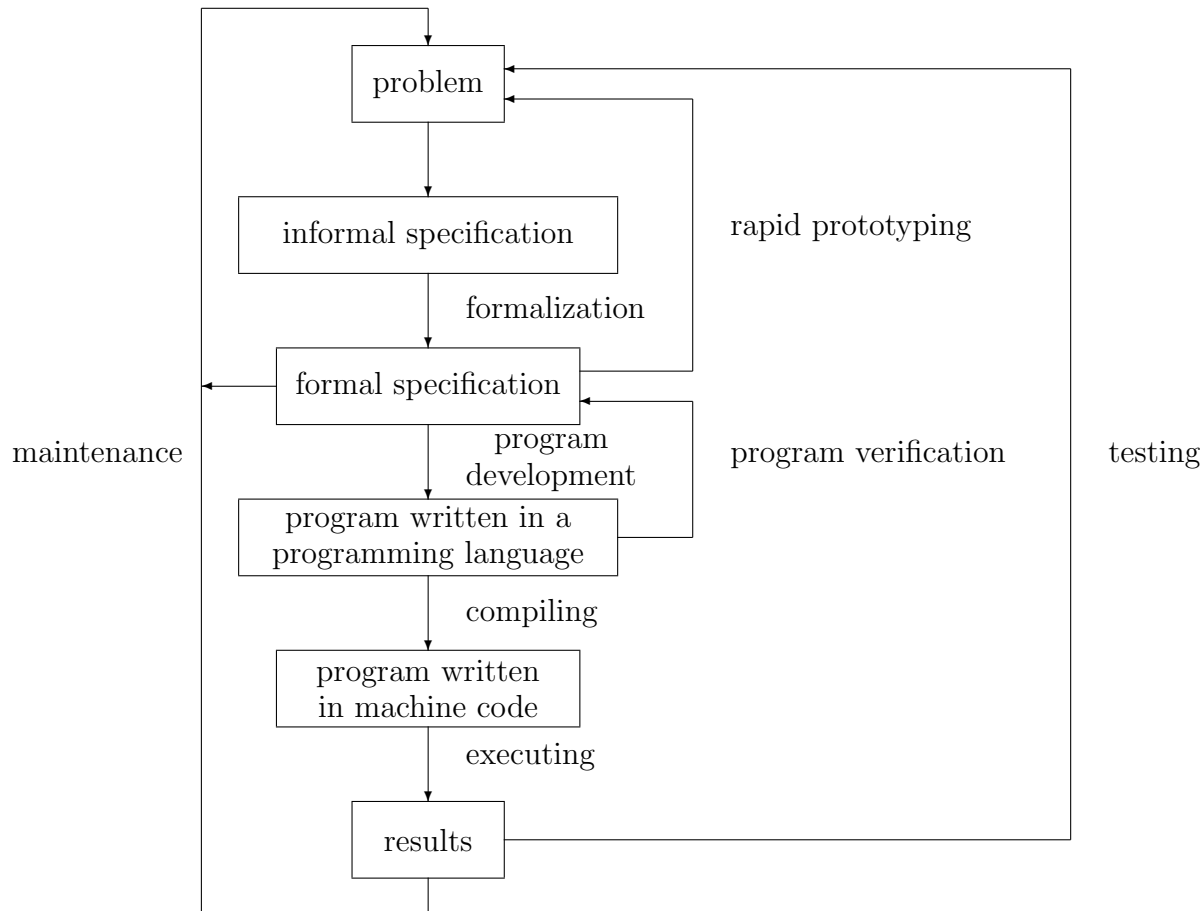 problem
informal specification
rapid prototyping
formalization
formal specification
maintenance
program
development
program verification
testing
program written in a
programming language
compiling
program written
in machine code
executing
results